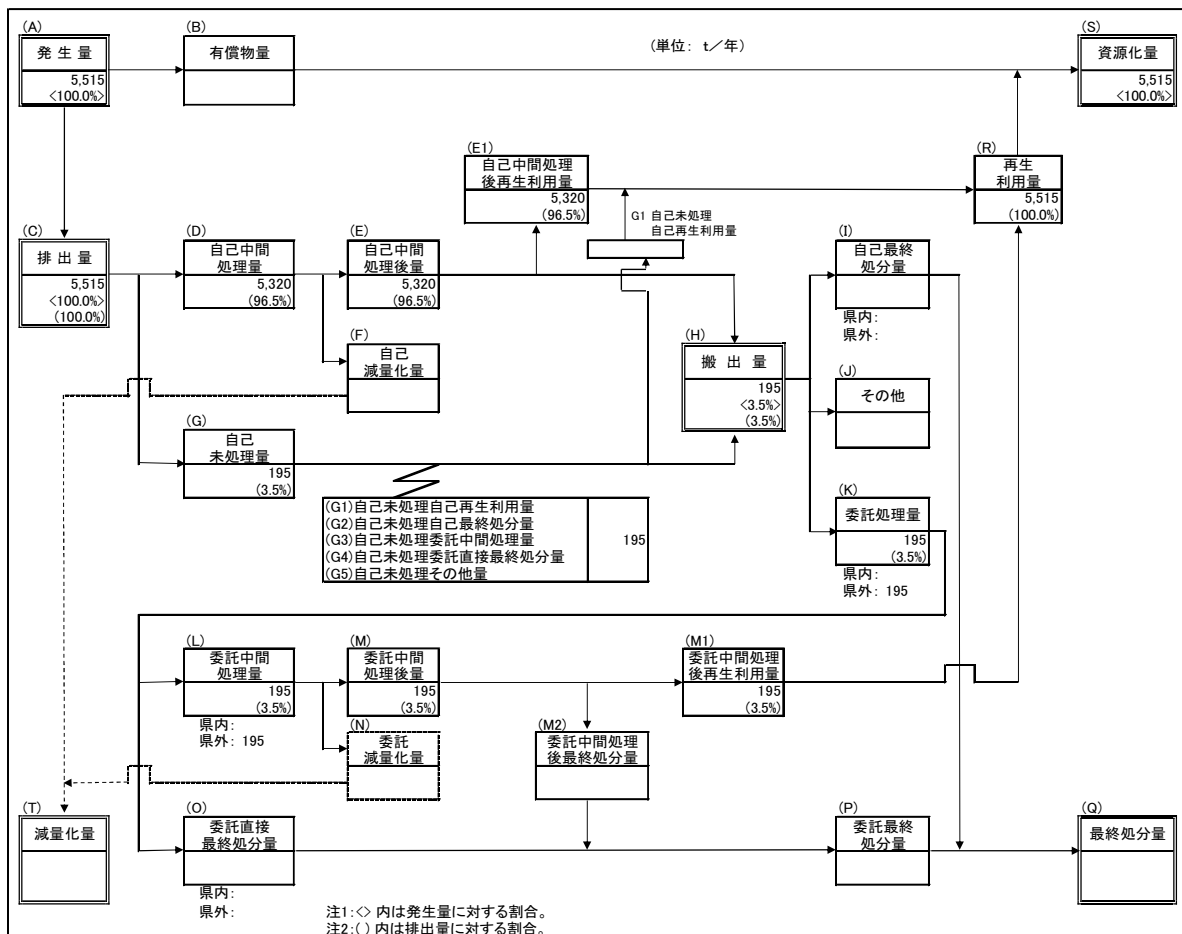 (A)
発 生 量
5,515
<100.0%>
(B)
有償物量
(単位: t/年)
(S)
資源化量
5,515
<100.0%>
(E1)
自己中間処理
後再生利用量
5,320
(96.5%)
(R)
再生
利用量
5,515
(100.0%)
G1 自己未処理
自己再生利用量
(C)
排 出 量
5,515
<100.0%>
(100.0%)
(D)
自己中間
処理量
5,320
(96.5%)
(E)
自己中間
処理後量
5,320
(96.5%)
(I)
自己最終
処分量
県内:
県外:
(F)
自己
減量化量
(H)
搬 出 量
195
<3.5%>
(3.5%)
(J)
その他
(G)
自己
未処理量
195
(3.5%)
(G1)自己未処理自己再生利用量
(G2)自己未処理自己最終処分量
(G3)自己未処理委託中間処理量 195
(G4)自己未処理委託直接最終処分量
(G5)自己未処理その他量
(K)
委託処理量
195
(3.5%)
県内:
県外: 195
(L)
委託中間
処理量
195
(3.5%)
県内:
県外: 195
(M)
委託中間
処理後量
195
(3.5%)
(M1)
委託中間処理
後再生利用量
195
(3.5%)
(N)
委託
減量化量
(M2)
委託中間処理
後最終処分量
(T)
減量化量
(O)
委託直接
最終処分量
県内:
県外:
(P)
委託最終
処分量
(Q)
最終処分量
注1:<> 内は発生量に対する割合。
注2:( ) 内は排出量に対する割合。